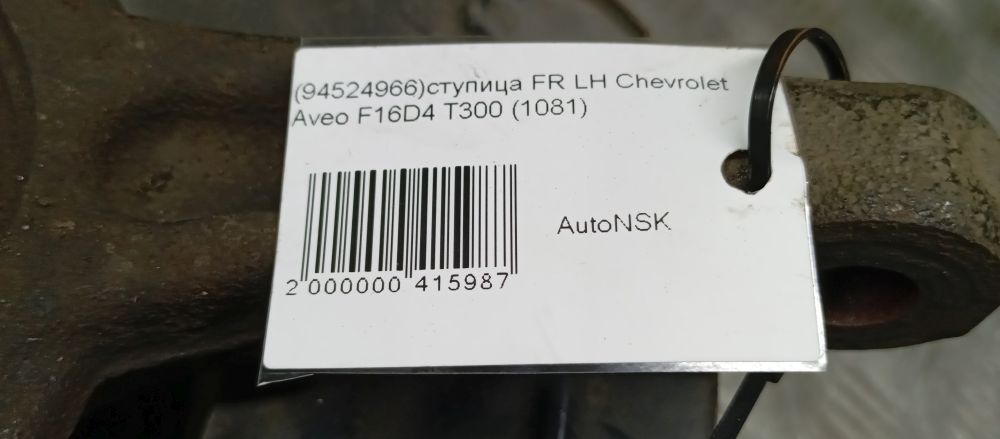 (94524966)ступица FR LH Chevrolet
Aveo F16D4 T300 (1081)
AutoNSK
2 000000 415987